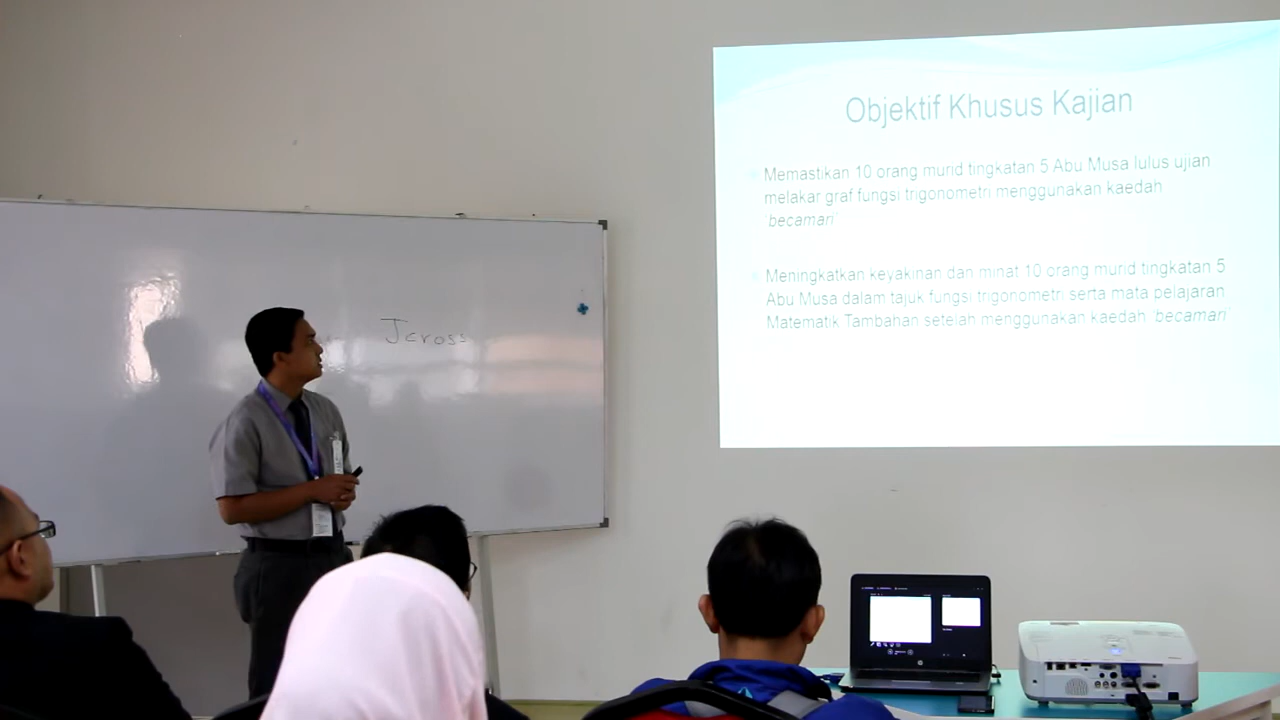 Objektif Khusus Kajian
Memastikan 10 orang murid tingkatan 5 Abu Musa lulus ujian
melakar graf fungsi trigonometri menggunakan kaedah
'becamari'
Meningkatkan keyakinan dan minat 10 orang murid tingkatan 5
Abu Musa dalam tajuk fungsi trigonometri serta mata pelajaran
Matematik Tambahan setelah menggunakan kaedah 'becamari'
Jcross
hp